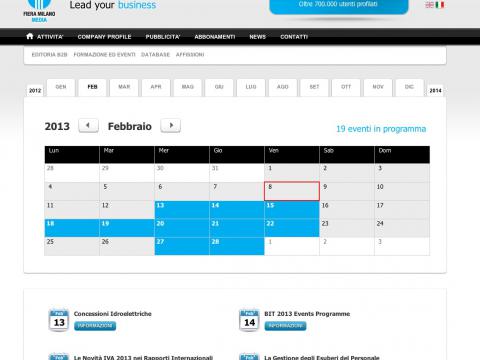 FIERA MILANO
MEDIA
Lead your business
Oltre 700.000 utenti profilati
ATTIVITA' COMPANY PROFILE PUBBLICITA' ABBONAMENTI NEWS CONTATTI
EDITORIA B2B FORMAZIONE ED EVENTI DATABASE AFFISSIONI
2012 GEN FEB MAR APR MAG GIU LUG AGO SET OTT NOV DIC 2014
2013 Febbraio 19 eventi in programma
Lun Mar Mer Gio Ven Sab Dom
28 29 30 31 1 2 3
4 5 6 7 8 9 10
11 12 13 14 15 16 17
18 19 20 21 22 23 24
25 26 27 28 1 2 3
Feb 13 Concessioni Idroelettriche
INFORMAZIONI
Feb 14 BIT 2013 Events Programme
INFORMAZIONI
Feb Le Novità IVA 2013 nei Rapporti Internazionali
Feb La Gestione degli Esuberi del Personale